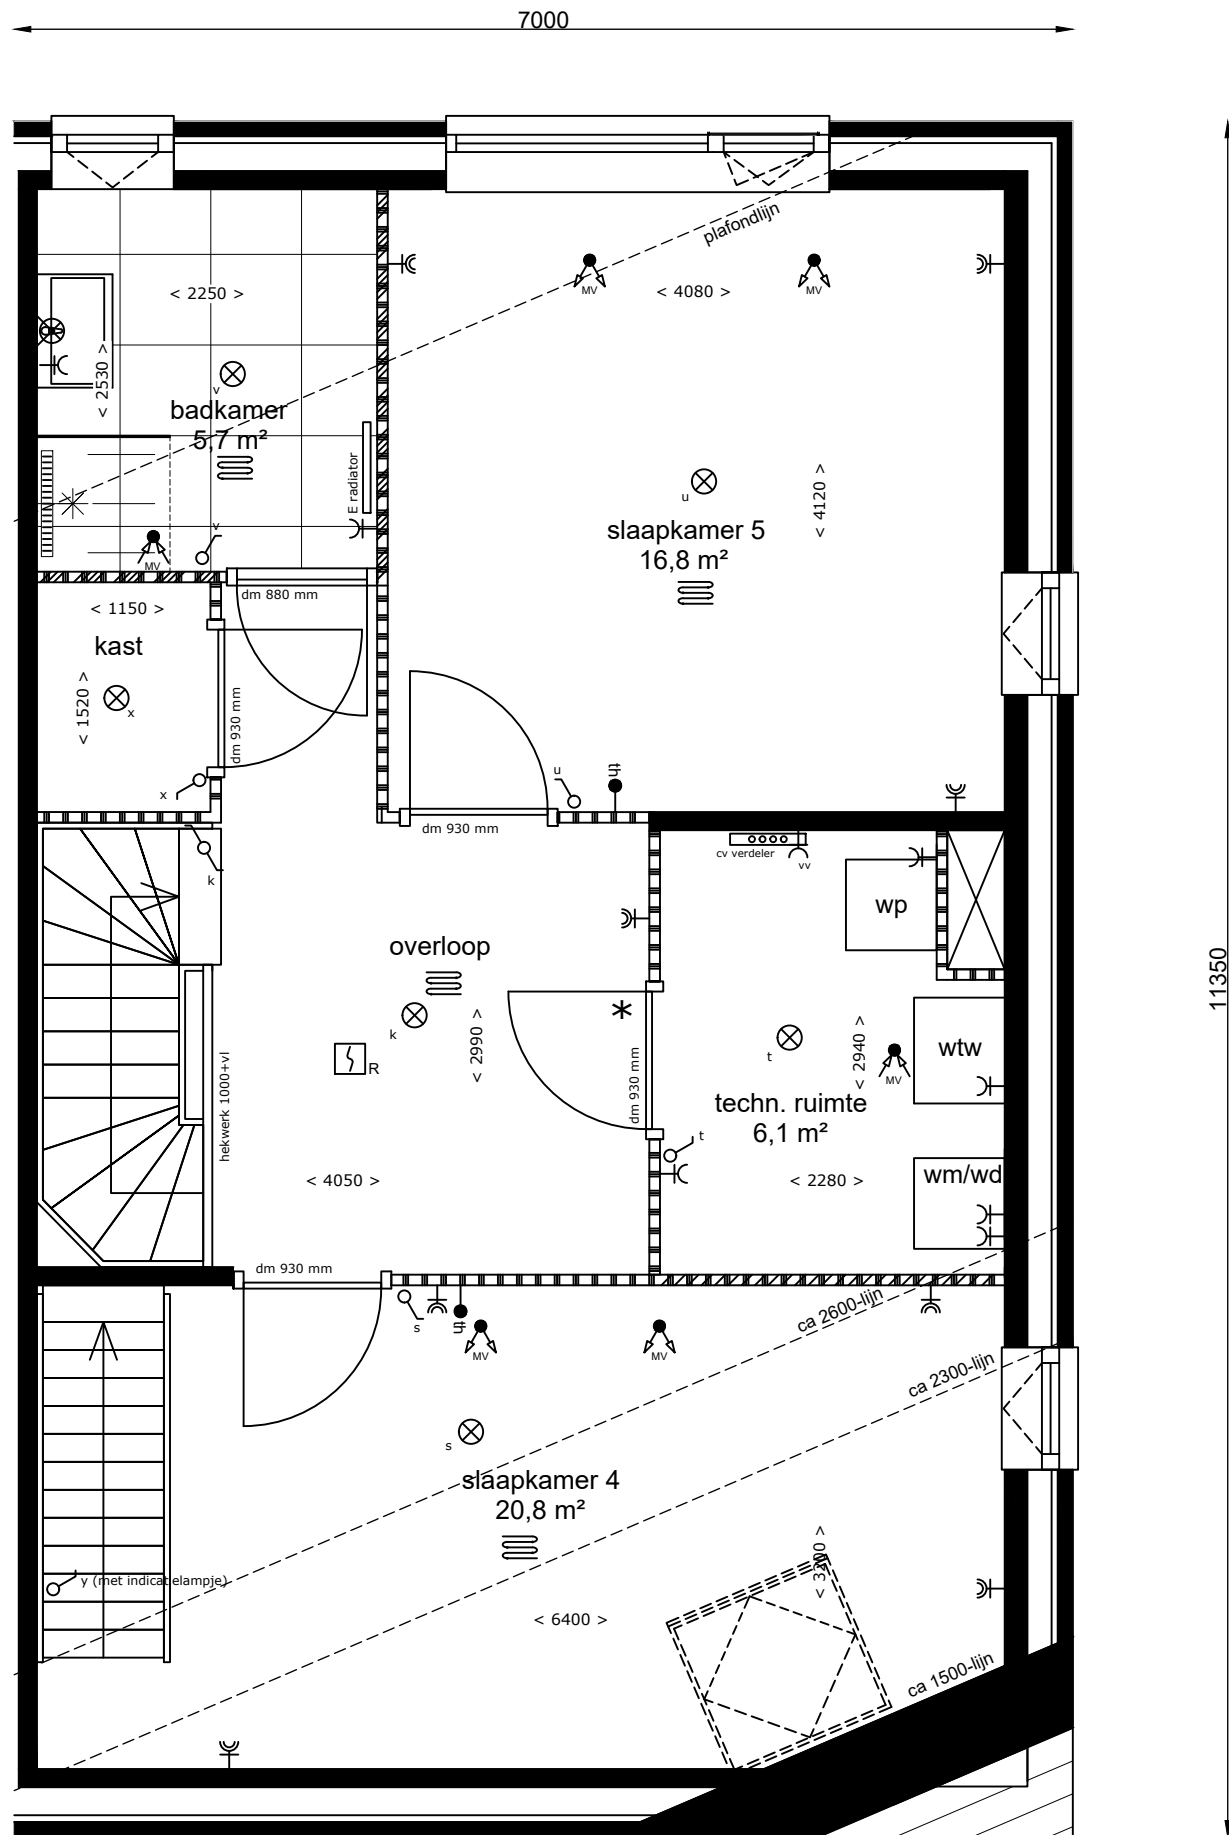 7000
plafondlijn
< 2250 >
< 4080 >
MV
MV
< 2530 >
v
badkamer
5,7 m²
E radiator
u
< 4120 >
slaapkamer 5
16,8 m²
v
MV
dm 880 mm
< 1150 >
kast
< 1520 >
x
dm 930 mm
x
u
th
dm 930 mm
cv verdeler
vv
k
wp
overloop
11350
k
R
< 2990 >
*
dm 930 mm
t
< 2940 >
MV
wtw
hekwerk 1000+vl
techn. ruimte
6,1 m²
t
< 4050 >
< 2280 >
wm/wd
dm 930 mm
s
th
MV
MV
ca 2600-lijn
ca 2300-lijn
s
slaapkamer 4
20,8 m²
y (met indicatielampje)
< 3200 >
< 6400 >
ca 1500-lijn